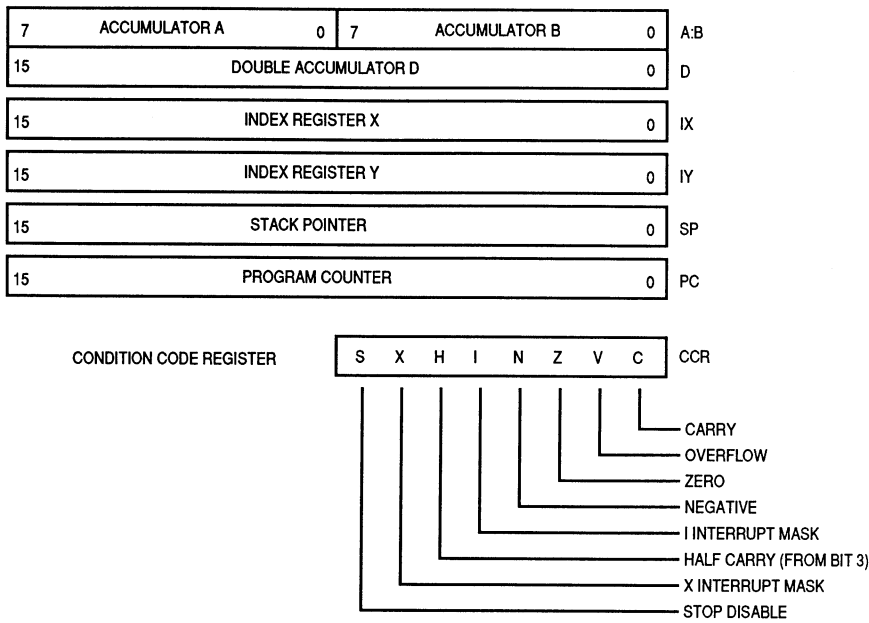 7 ACCUMULATOR A 0 7 ACCUMULATOR B 0 A:B
15 DOUBLE ACCUMULATOR D 0 D
15 INDEX REGISTER X 0 IX
15 INDEX REGISTER Y 0 IY
15 STACK POINTER 0 SP
15 PROGRAM COUNTER 0 PC
CONDITION CODE REGISTER S X H I N Z V C CCR
CARRY
OVERFLOW
ZERO
NEGATIVE
I INTERRUPT MASK
HALF CARRY (FROM BIT 3)
X INTERRUPT MASK
STOP DISABLE